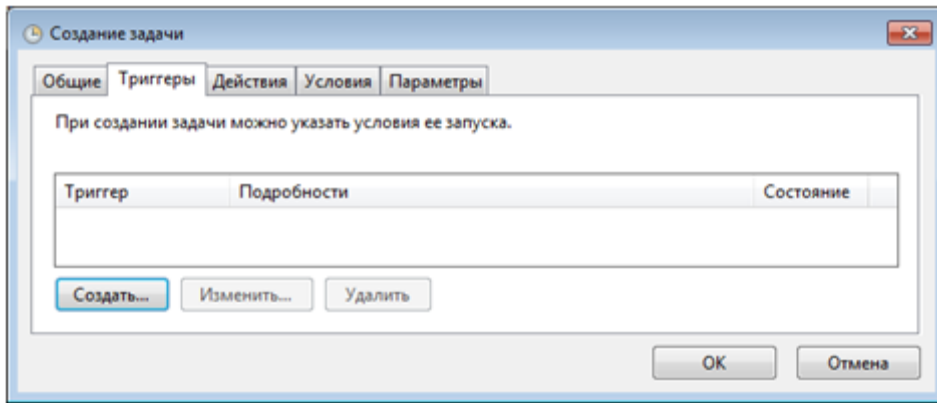 Создание задачи
Общие Триггеры Действия Условия Параметры
При создании задачи можно указать условия ее запуска.
Триггер Подробности Состояние
Создать... Изменить... Удалить
ОК Отмена